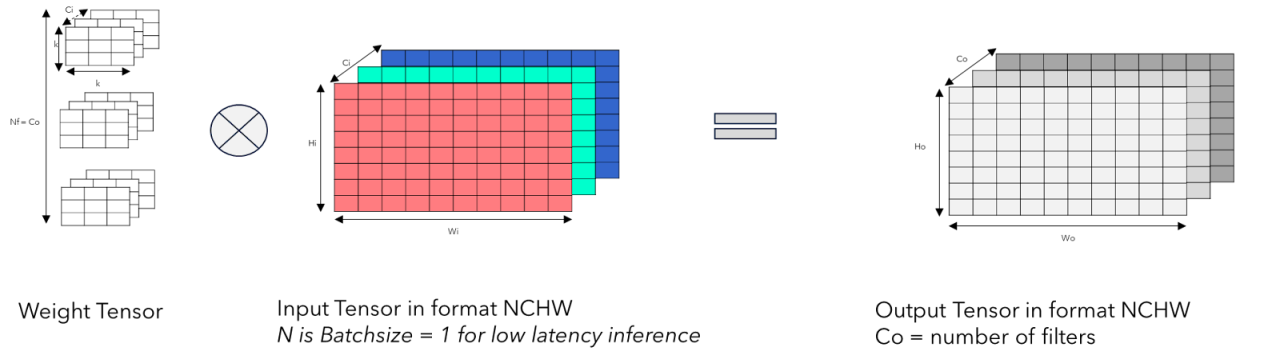 Ci
k
k
Nf = Co
Ci
Hi
Wi
Co
Ho
Wo
Weight Tensor
Input Tensor in format NCHW
N is Batchsize = 1 for low latency inference
Output Tensor in format NCHW
Co = number of filters